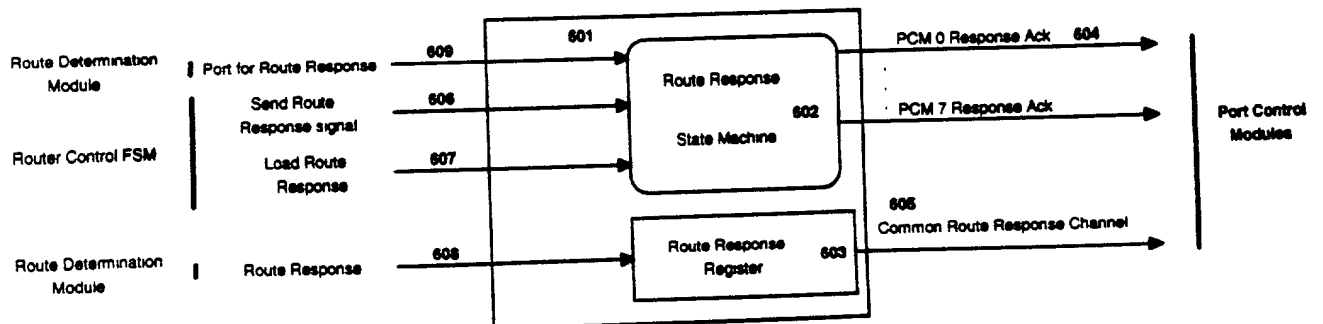 Route Determination
Module
Port for Route Response
609
601
Router Control FSM
Send Route
Response signal
606
Load Route
Response
607
Route Response
State Machine
602
PCM 0 Response Ack
604
PCM 7 Response Ack
Port Control
Modules
Route Determination
Module
Route Response
608
Route Response
Register
603
605
Common Route Response Channel